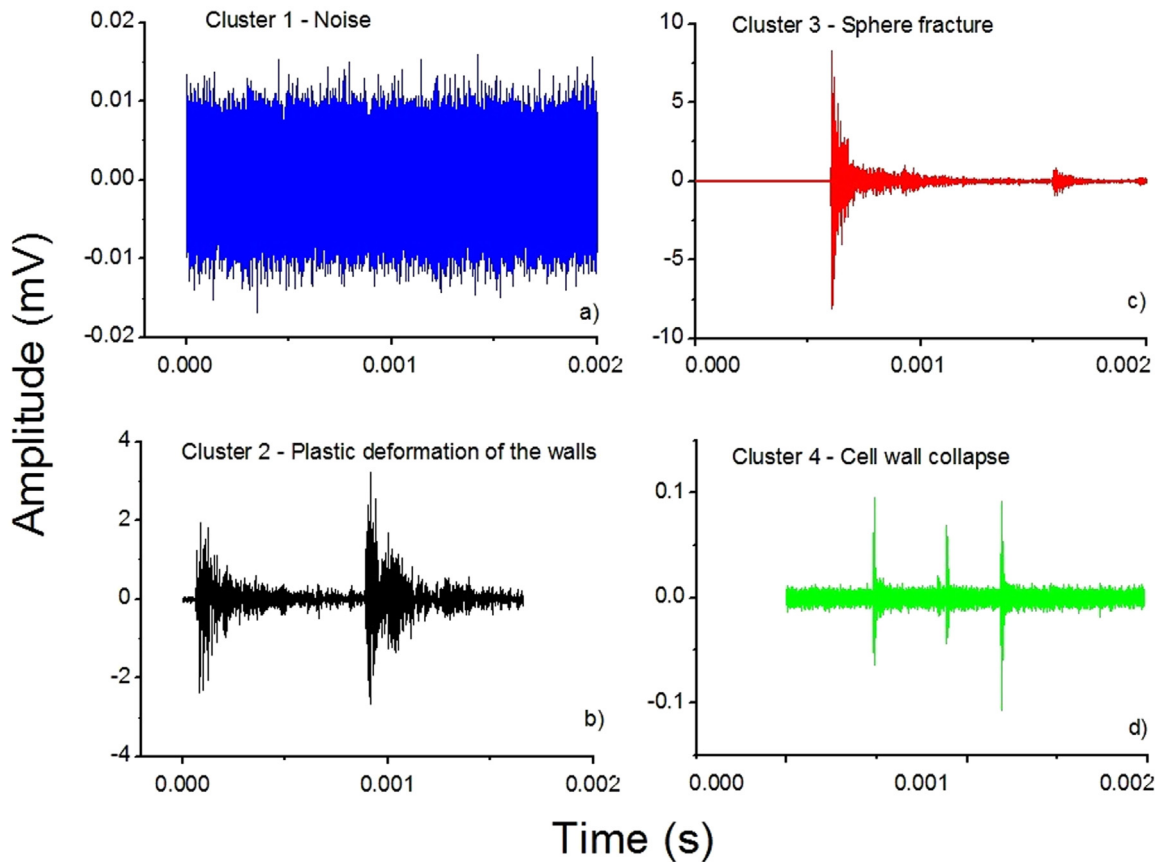 Amplitude (mV)
Cluster 1 - Noise
0.02
0.01
0.00
-0.01
-0.02
a)
0.000 0.001 0.002
Cluster 3 - Sphere fracture
10
5
0
-5
-10
c)
0.000 0.001 0.002
Cluster 2 - Plastic deformation of the walls
4
2
0
-2
-4
b)
0.000 0.001 0.002
Cluster 4 - Cell wall collapse
0.1
0.0
-0.1
d)
0.000 0.001 0.002
Time (s)